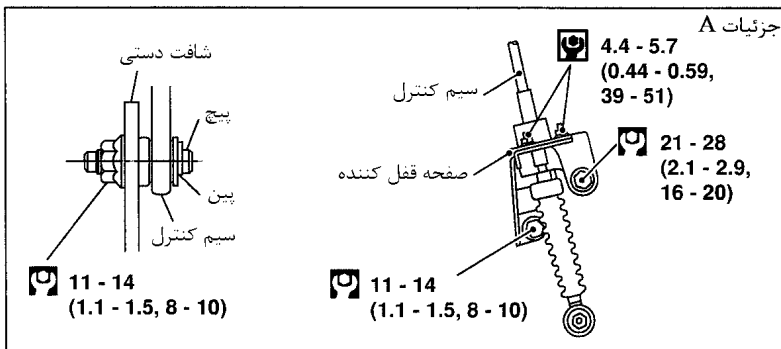 جزئیات A
شافت دستی
پیچ
پین
سیم کنترل
11 - 14
(1.1 - 1.5, 8 - 10)
سیم کنترل
4.4 - 5.7
(0.44 - 0.59,
39 - 51)
صفحه قفل کننده
21 - 28
(2.1 - 2.9,
16 - 20)
11 - 14
(1.1 - 1.5, 8 - 10)